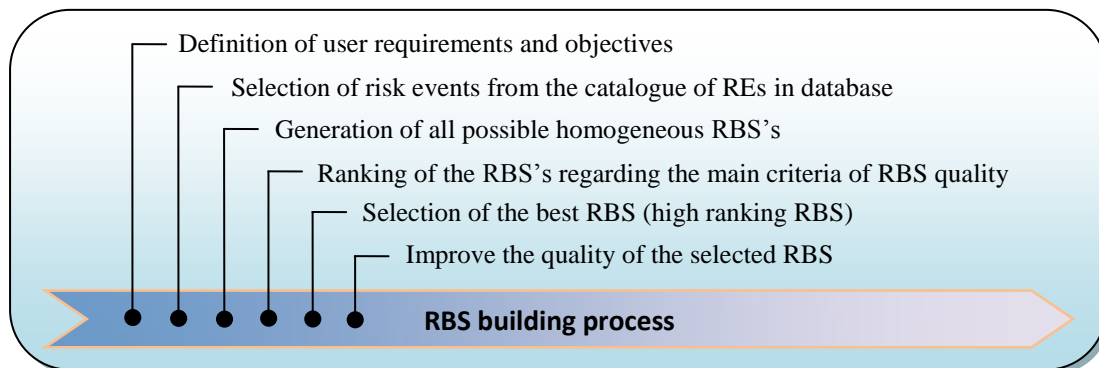 Definition of user requirements and objectives
Selection of risk events from the catalogue of REs in database
Generation of all possible homogeneous RBS's
Ranking of the RBS's regarding the main criteria of RBS quality
Selection of the best RBS (high ranking RBS)
Improve the quality of the selected RBS
RBS building process